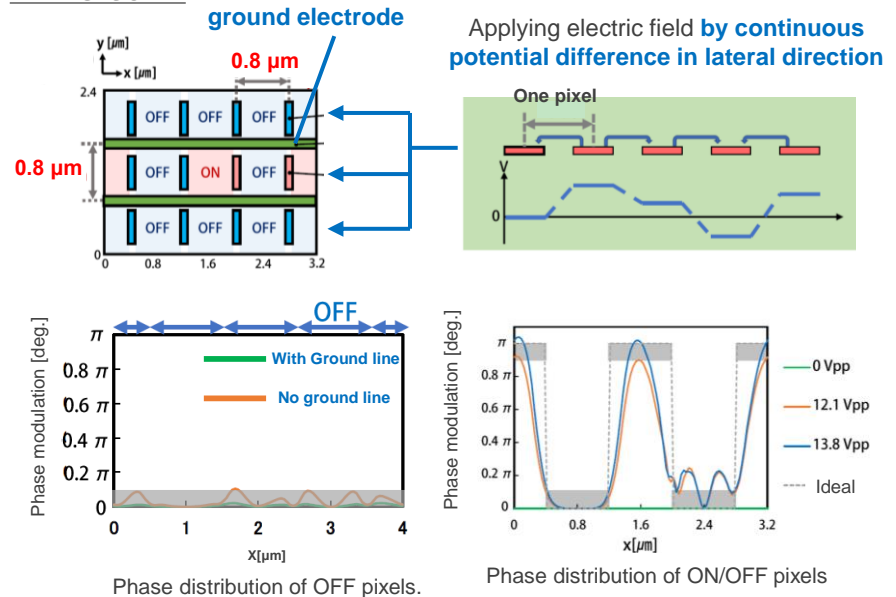 ground electrode
y [μm]
x [μm]
0.8 μm
2.4
OFF OFF OFF
0.8 μm
OFF ON OFF
OFF OFF OFF
0
0 0.8 1.6 2.4 3.2
Applying electric field by continuous
potential difference in lateral direction
One pixel
V
0
OFF
Phase modulation [deg.]
π
0.8 π
0.6 π
0.4 π
0.2 π
0
With Ground line
No ground line
0 1 2 3 4
X[μm]
Phase distribution of OFF pixels.
Phase modulation [deg.]
π
0.8 π
0.6 π
0.4 π
0.2 π
0
0 0.8 1.6 2.4 3.2
x[μm]
0 Vpp
12.1 Vpp
13.8 Vpp
Ideal
Phase distribution of ON/OFF pixels